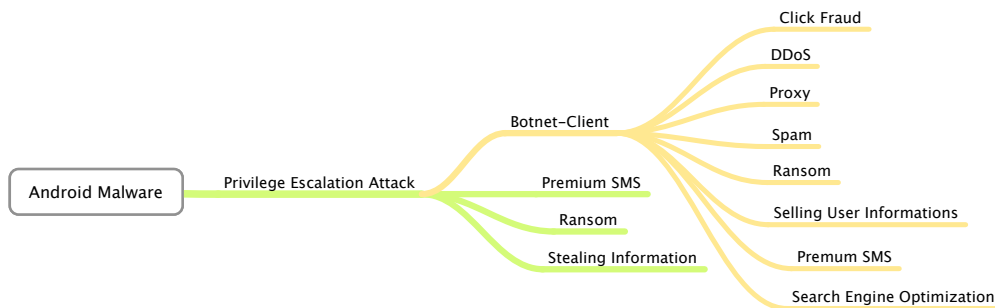 Android Malware
Privilege Escalation Attack
Botnet-Client
Click Fraud
DDoS
Proxy
Spam
Ransom
Selling User Informations
Premum SMS
Search Engine Optimization
Premium SMS
Ransom
Stealing Information